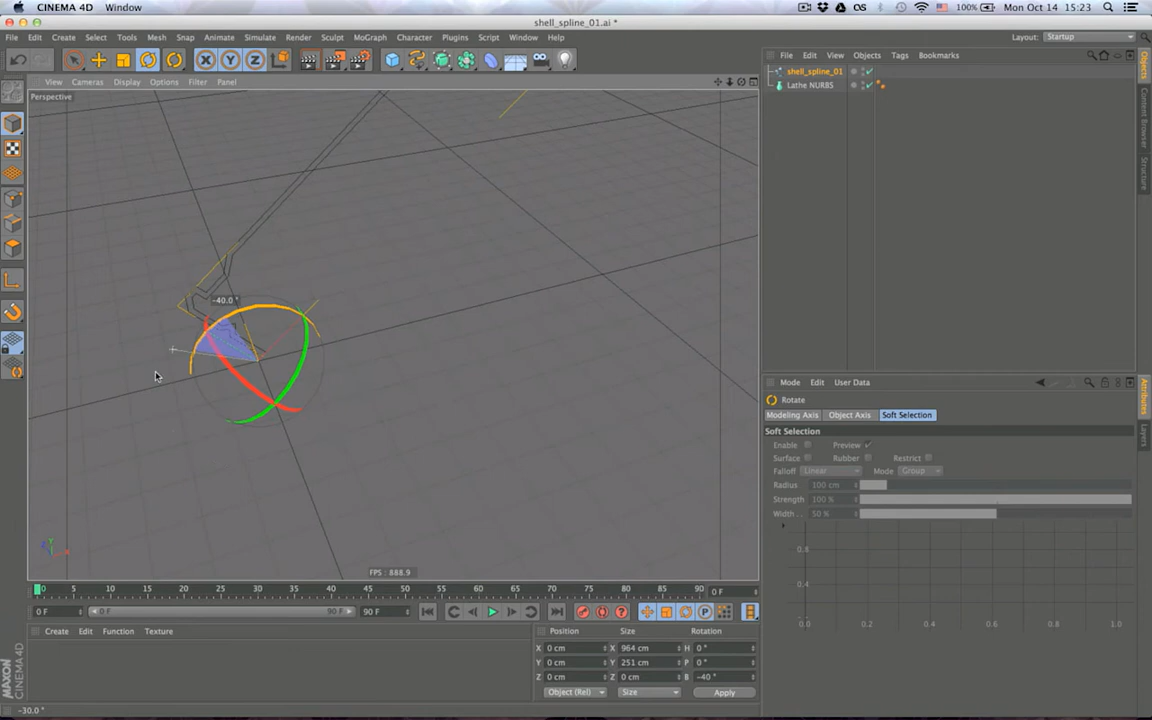 CINEMA 4D Window 100% Mon Oct 14 15:23
shell_spline_01.ai *
File Edit Create Select Tools Mesh Snap Animate Simulate Render Sculpt MoGraph Character Plugins Script Window Help Layout: Startup
X Y Z
File Edit View Objects Tags Bookmarks
View Cameras Display Options Filter Panel
Perspective
shell_spline_01
Lathe NURBS
Objects
Content Browser
Structure
-40.0 °
Mode Edit User Data
Rotate
Modeling Axis Object Axis Soft Selection
Soft Selection
Enable Preview
Surface Rubber Restrict
Falloff Linear Mode Group
Radius 100 cm
Strength 100 %
Width . . 50 %
0.8
0.4
0.0 0.2 0.4 0.6 0.8 1.0
Attributes
Layers
Y X
FPS : 888.9
0 5 10 15 20 25 30 35 40 45 50 55 60 65 70 75 80 85 90 0 F
0 F 0 F 90 F 90 F
Create Edit Function Texture
Position Size Rotation
X 0 cm X 964 cm H 0 °
Y 0 cm Y 251 cm P 0 °
Z 0 cm Z 0 cm B -40 °
Object (Rel) Size Apply
MAXON
CINEMA 4D
-30.0 °